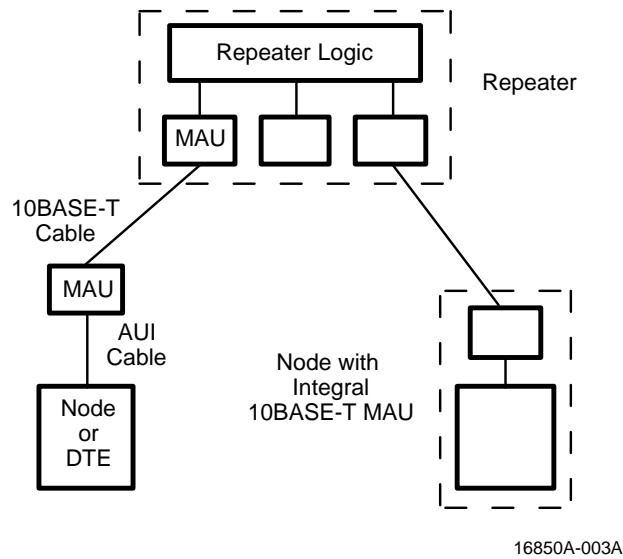 Repeater Logic
Repeater
MAU
10BASE-T
Cable
MAU
AUI
Cable
Node with
Integral
10BASE-T MAU
Node
or
DTE
16850A-003A